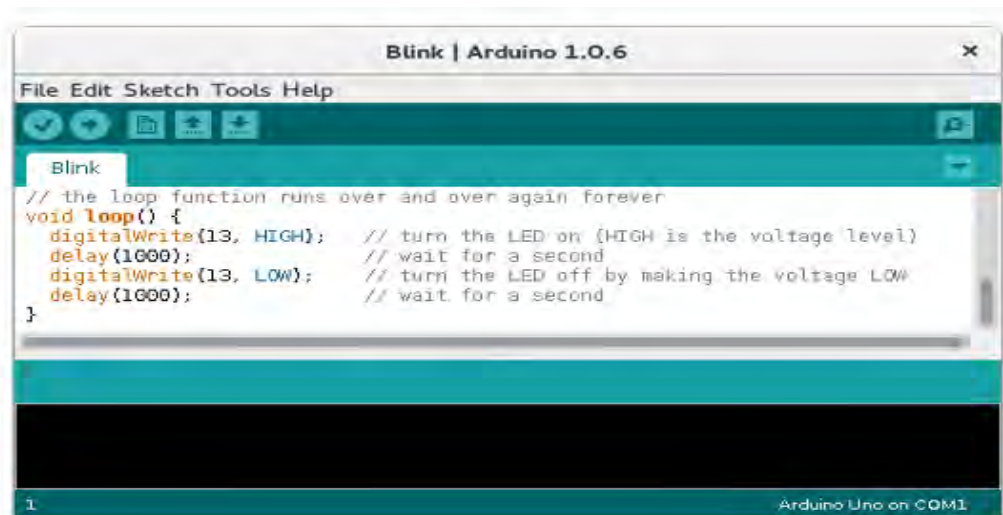 Blink | Arduino 1.0.6
File Edit Sketch Tools Help
Blink
// the loop function runs over and over again forever
void loop() {
  digitalWrite(13, HIGH);   // turn the LED on (HIGH is the voltage level)
  delay(1000);              // wait for a second
  digitalWrite(13, LOW);    // turn the LED off by making the voltage LOW
  delay(1000);              // wait for a second
}
1
Arduino Uno on COM1